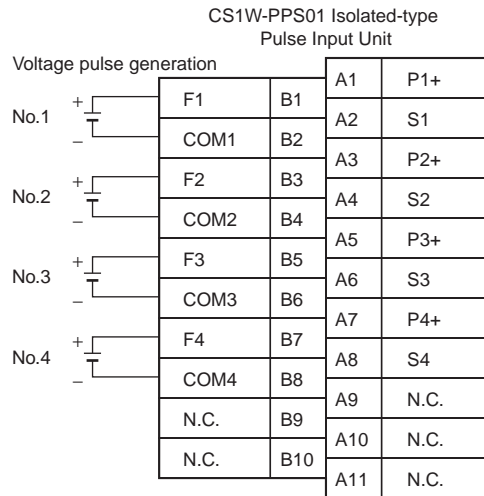 CS1W-PPS01 Isolated-type
Pulse Input Unit
Voltage pulse generation
A1 P1+
No.1 + F1 B1
A2 S1
– COM1 B2
A3 P2+
No.2 + F2 B3
A4 S2
– COM2 B4
A5 P3+
No.3 + F3 B5
A6 S3
– COM3 B6
A7 P4+
No.4 + F4 B7
A8 S4
– COM4 B8
A9 N.C.
N.C. B9
A10 N.C.
N.C. B10
A11 N.C.